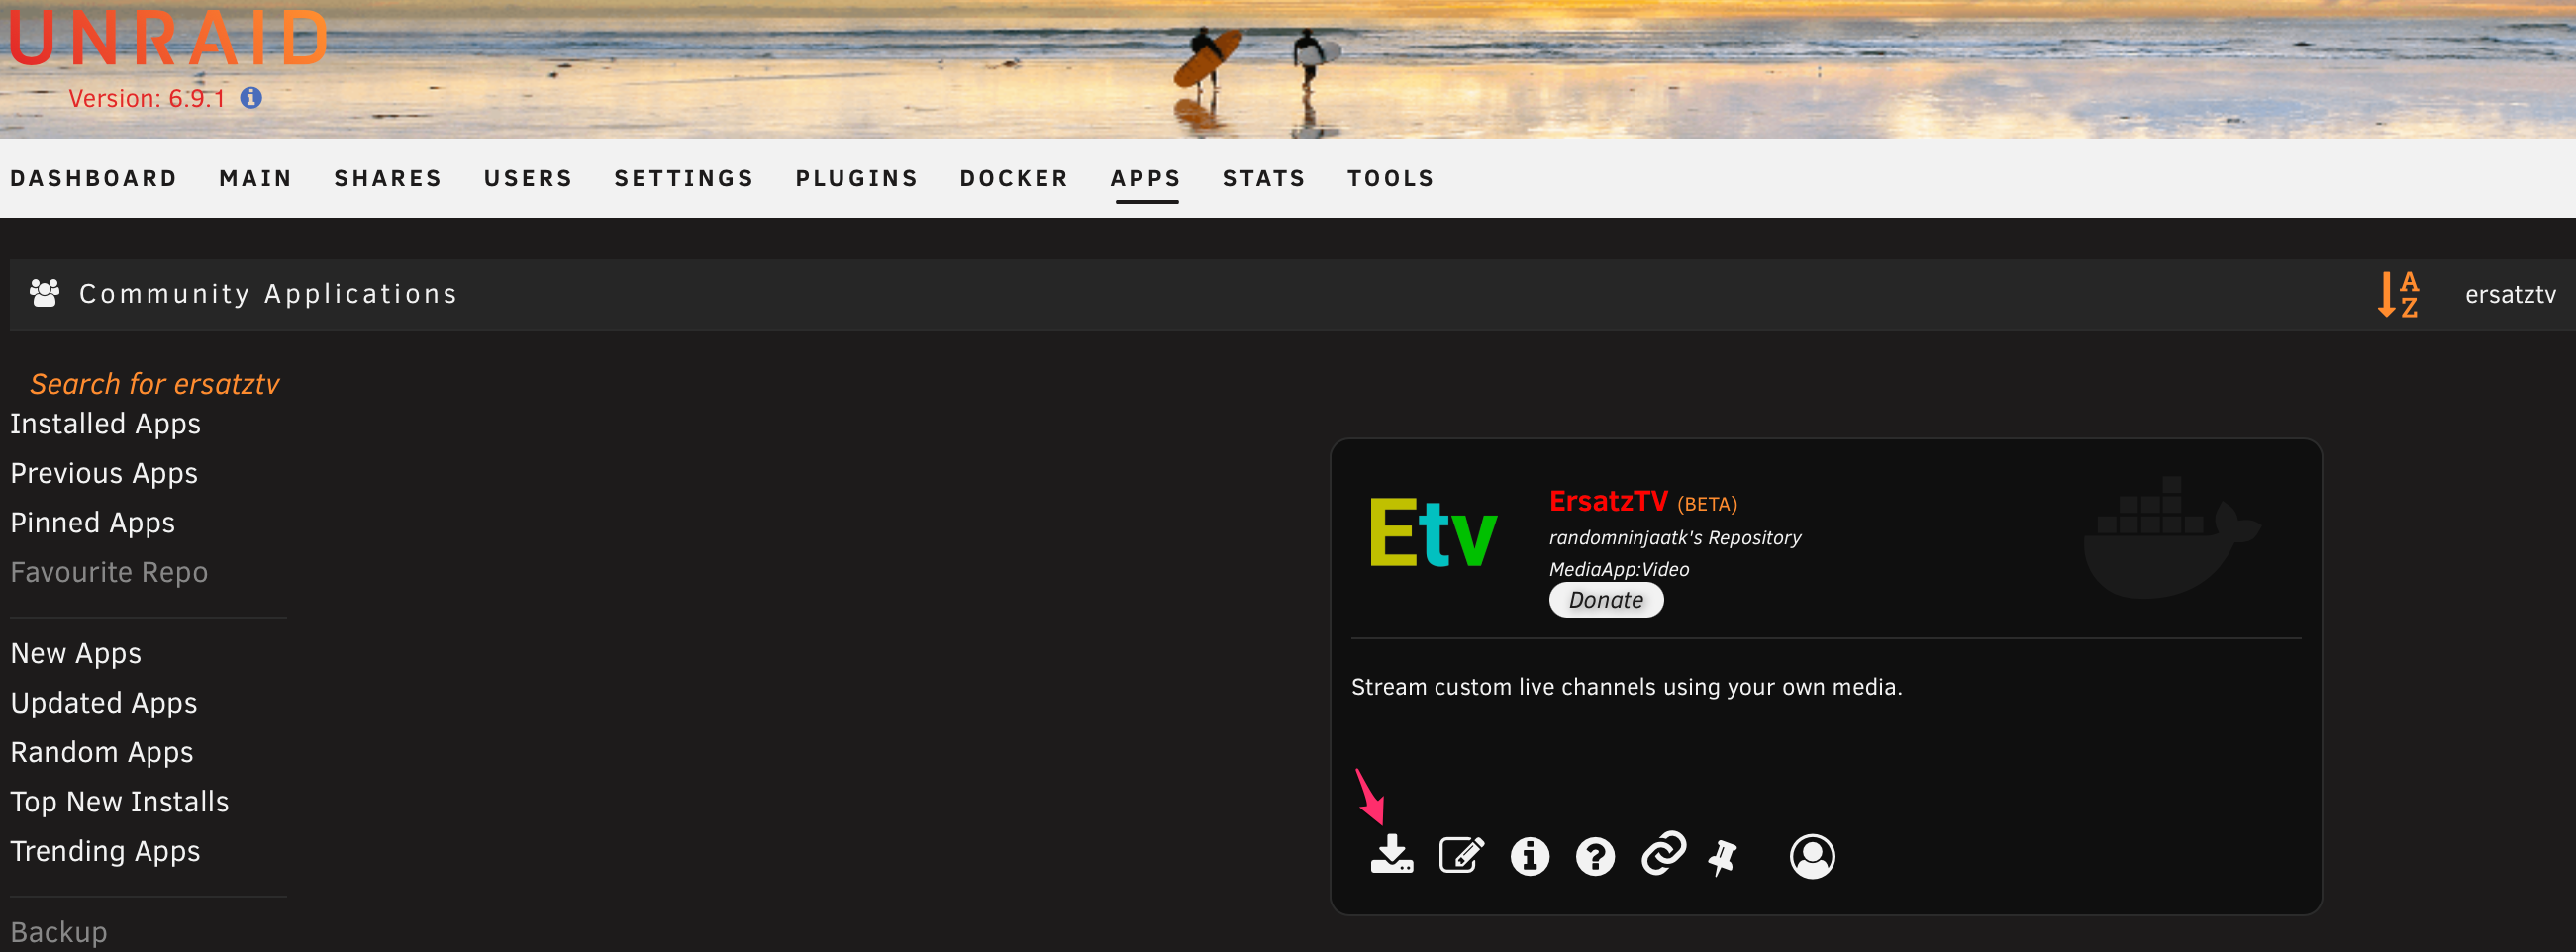 UNRAID
Version: 6.9.1
DASHBOARD MAIN SHARES USERS SETTINGS PLUGINS DOCKER APPS STATS TOOLS
Community Applications
A
Z
ersatztv
Search for ersatztv
Installed Apps
Previous Apps
Pinned Apps
Favourite Repo
New Apps
Updated Apps
Random Apps
Top New Installs
Trending Apps
Backup
Etv
ErsatzTV (BETA)
randomninjaatk's Repository
MediaApp:Video
Donate
Stream custom live channels using your own media.